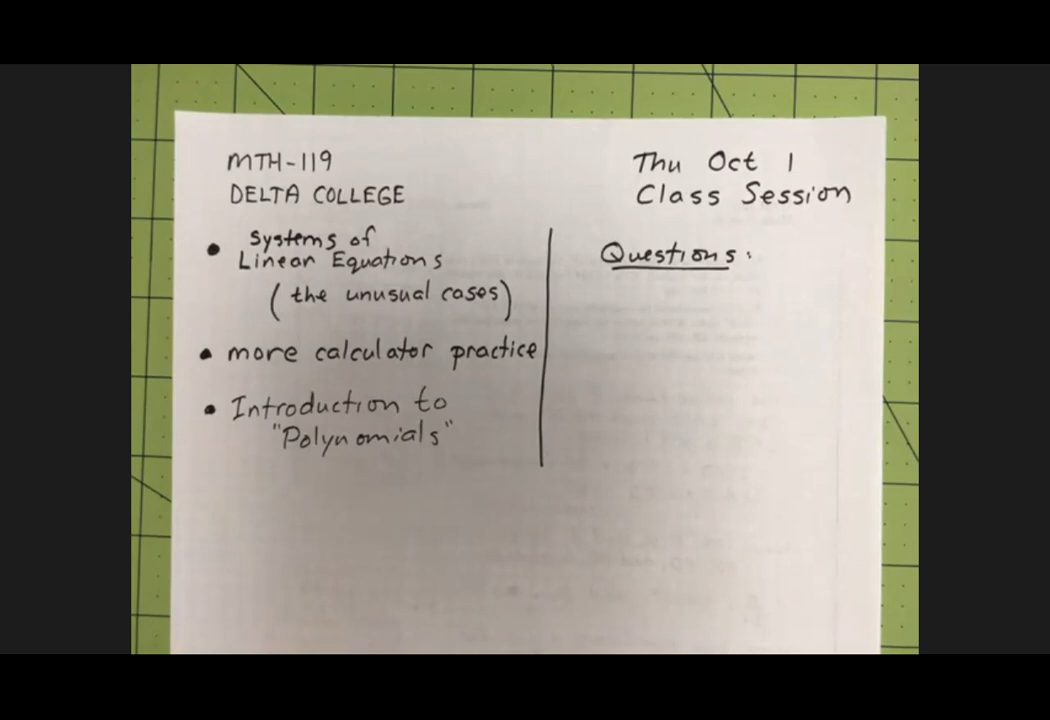 MTH-119
DELTA COLLEGE
Thu Oct 1
Class Session
• Systems of
Linear Equations
(the unusual cases)
• more calculator practice
• Introduction to
"Polynomials"
Questions: